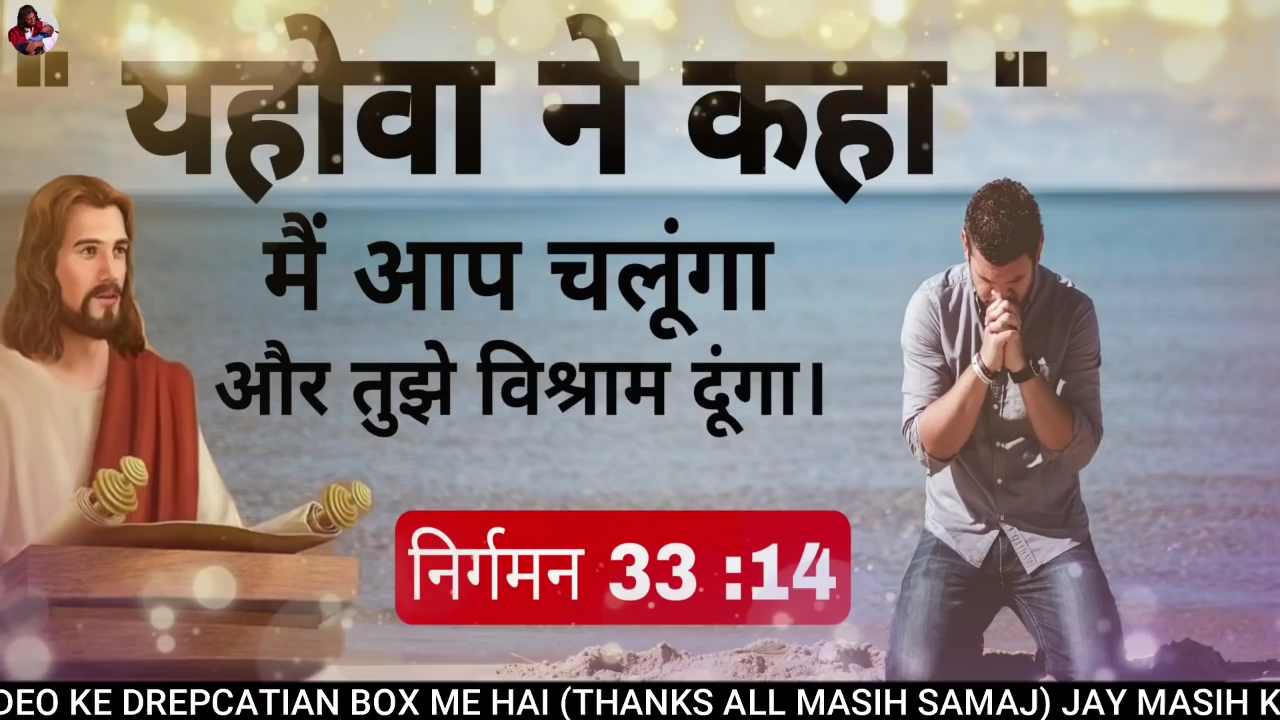 " यहोवा ने कहा "
मैं आप चलूंगा
और तुझे विश्राम दूंगा।
निर्गमन 33 :14
DEO KE DREPCATIAN BOX ME HAI (THANKS ALL MASIH SAMAJ) JAY MASIH K